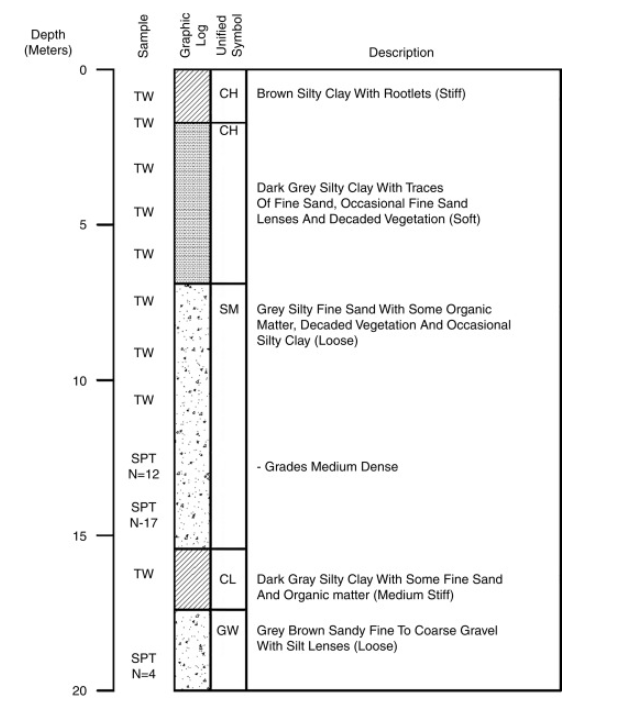 Depth
(Meters)
Sample
Graphic
Log
Unified
Symbol
Description
0
TW
CH
Brown Silty Clay With Rootlets (Stiff)
TW
CH
TW
Dark Grey Silty Clay With Traces
Of Fine Sand, Occasional Fine Sand
Lenses And Decaded Vegetation (Soft)
TW
5
TW
TW
SM
Grey Silty Fine Sand With Some Organic
Matter, Decaded Vegetation And Occasional
Silty Clay (Loose)
TW
10
TW
SPT
N=12
- Grades Medium Dense
SPT
N-17
15
TW
CL
Dark Gray Silty Clay With Some Fine Sand
And Organic matter (Medium Stiff)
GW
Grey Brown Sandy Fine To Coarse Gravel
With Silt Lenses (Loose)
SPT
N=4
20